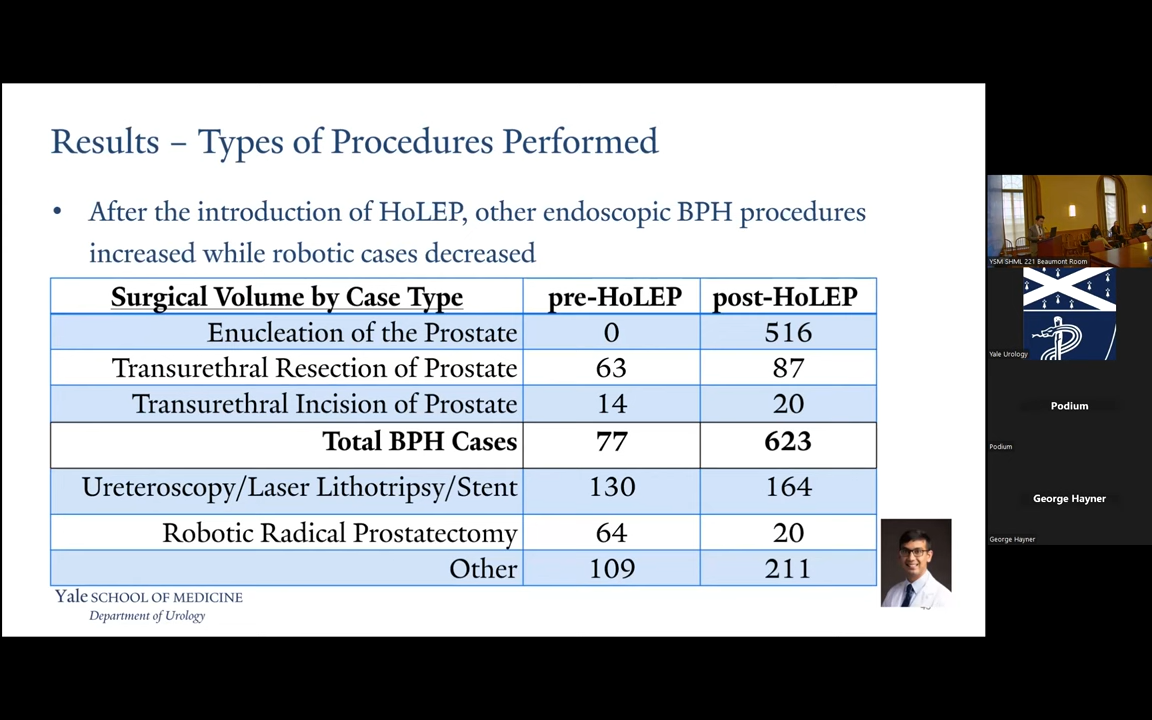 Results – Types of Procedures Performed
• After the introduction of HoLEP, other endoscopic BPH procedures
increased while robotic cases decreased
Surgical Volume by Case Type pre-HoLEP post-HoLEP
Enucleation of the Prostate 0 516
Transurethral Resection of Prostate 63 87
Transurethral Incision of Prostate 14 20
Total BPH Cases 77 623
Ureteroscopy/Laser Lithotripsy/Stent 130 164
Robotic Radical Prostatectomy 64 20
Other 109 211
Yale SCHOOL OF MEDICINE
Department of Urology
YSM SHML 221 Beaumont Room
Yale Urology
Podium
Podium
George Hayner
George Hayner